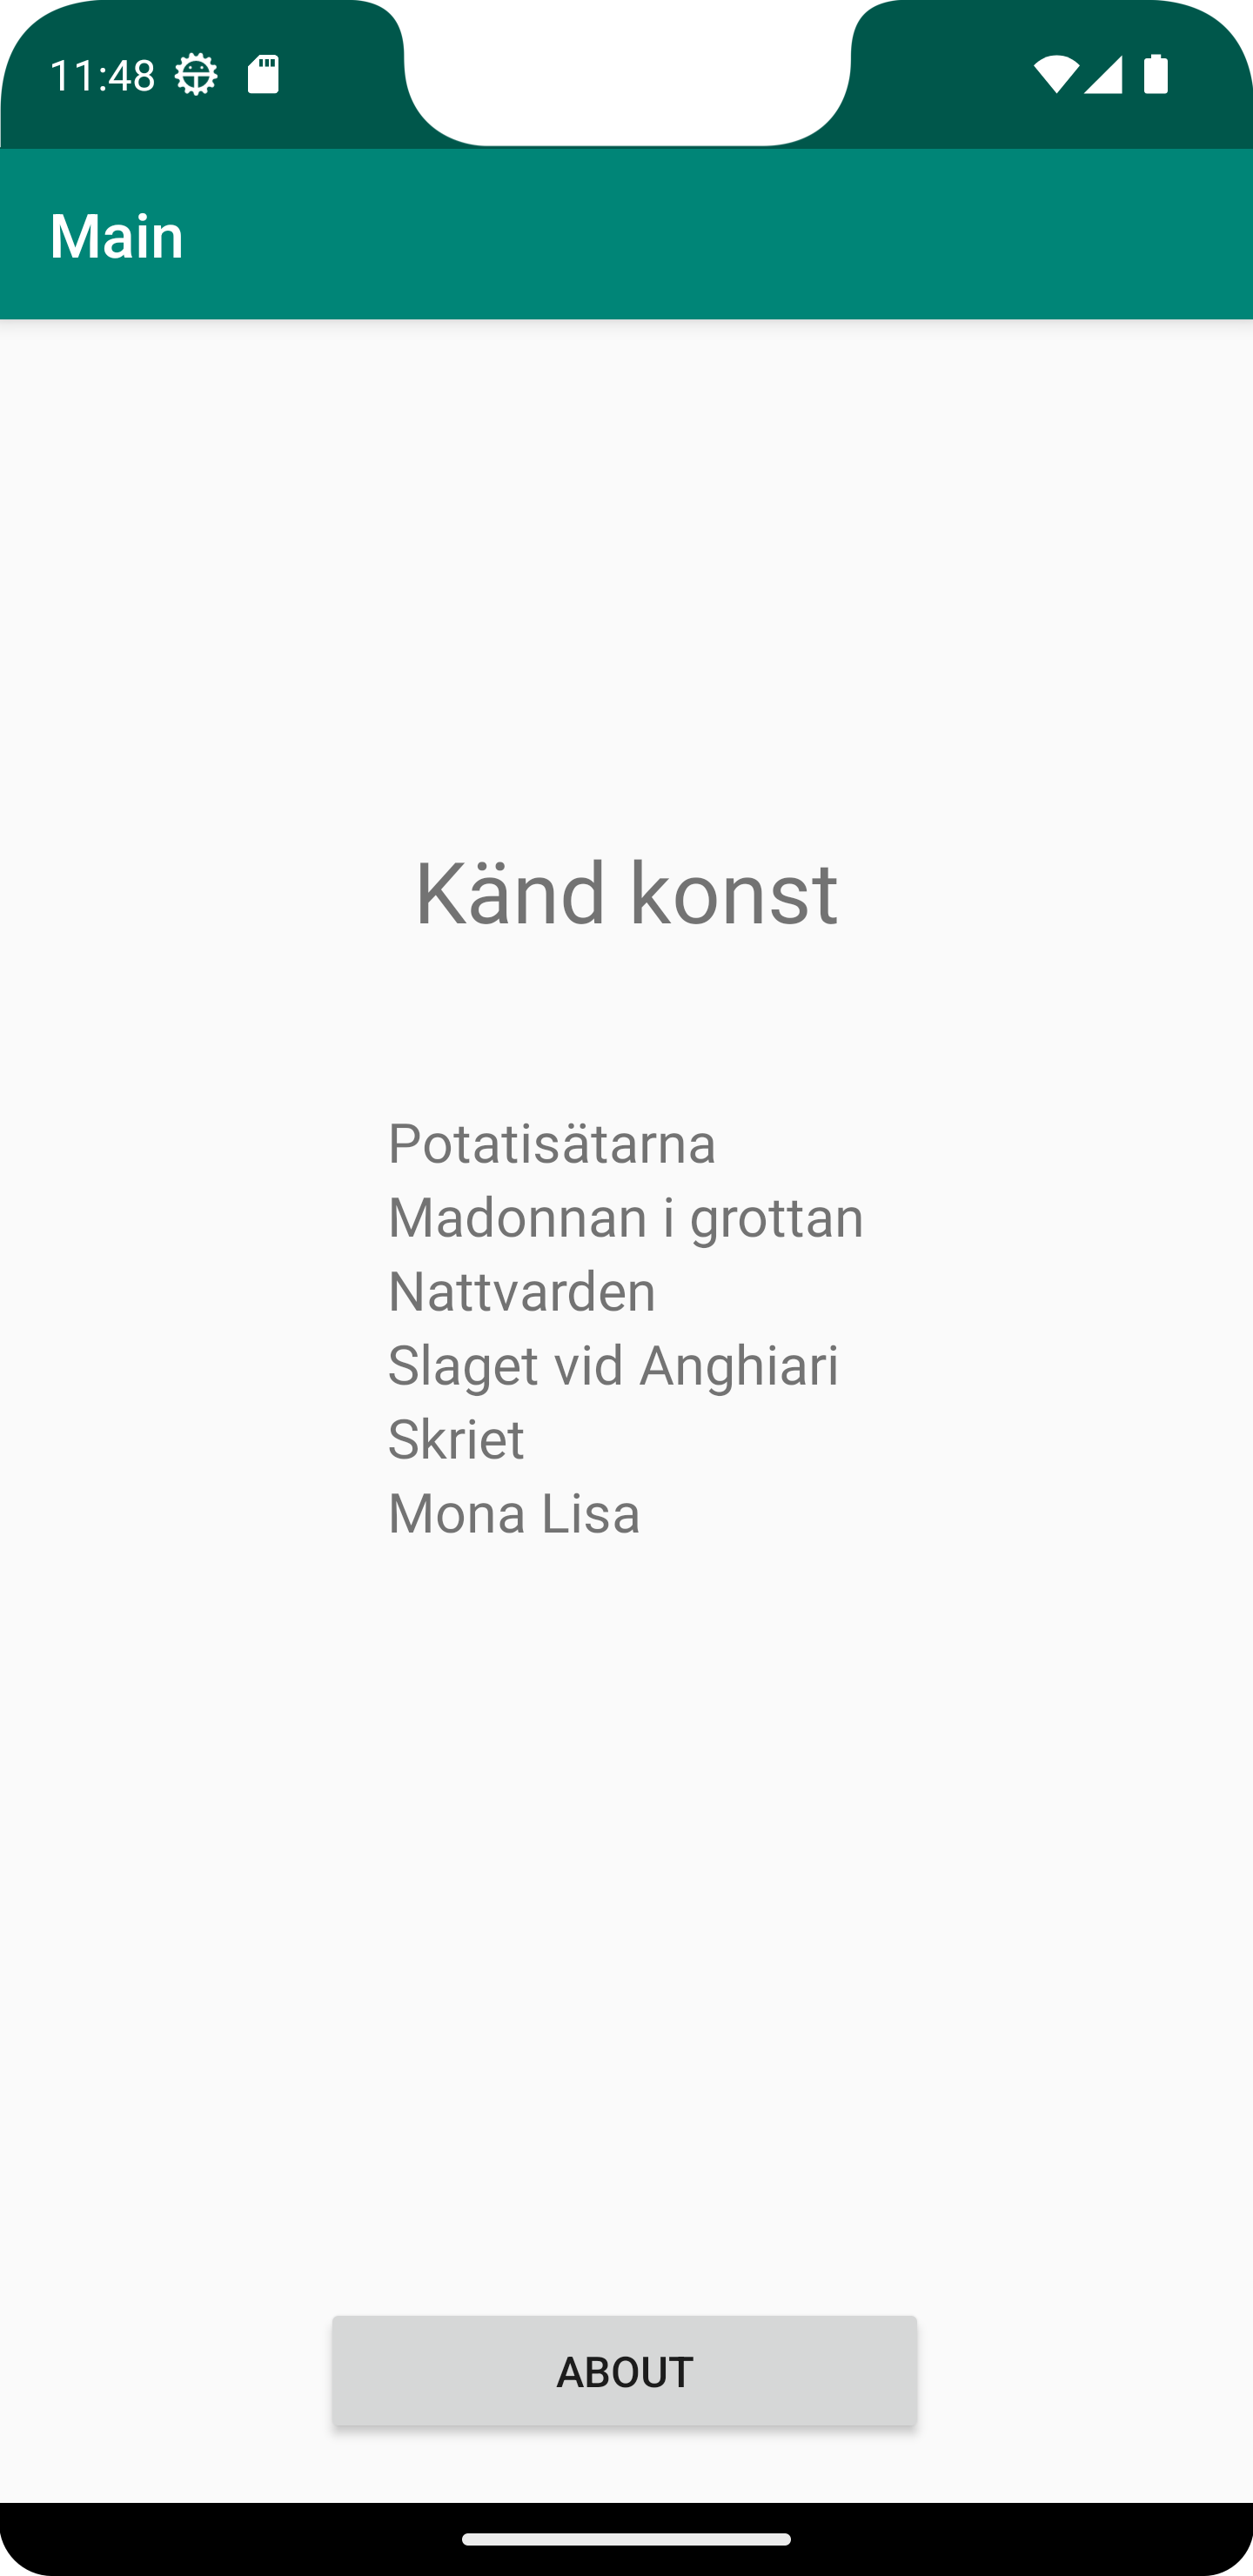 11:48
Main
Känd konst
Potatisätarna
Madonnan i grottan
Nattvarden
Slaget vid Anghiari
Skriet
Mona Lisa
ABOUT